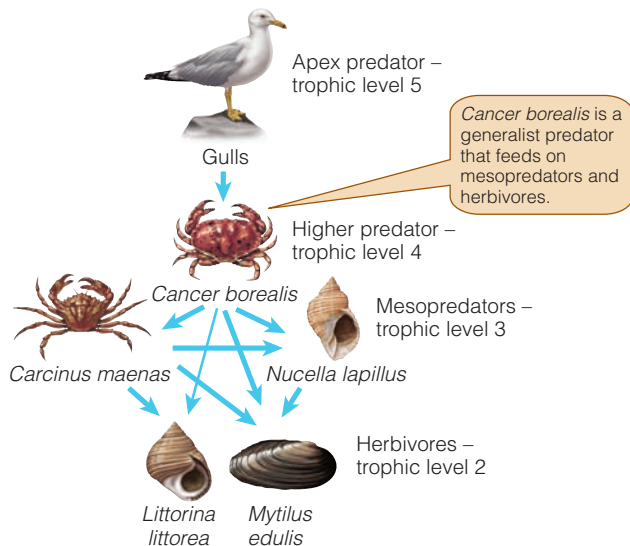 Apex predator –
trophic level 5
Cancer borealis is a
generalist predator
that feeds on
mesopredators and
herbivores.
Gulls
Higher predator –
trophic level 4
Cancer borealis
Mesopredators –
trophic level 3
Carcinus maenas
Nucella lapillus
Herbivores –
trophic level 2
Littorina
littorea
Mytilus
edulis